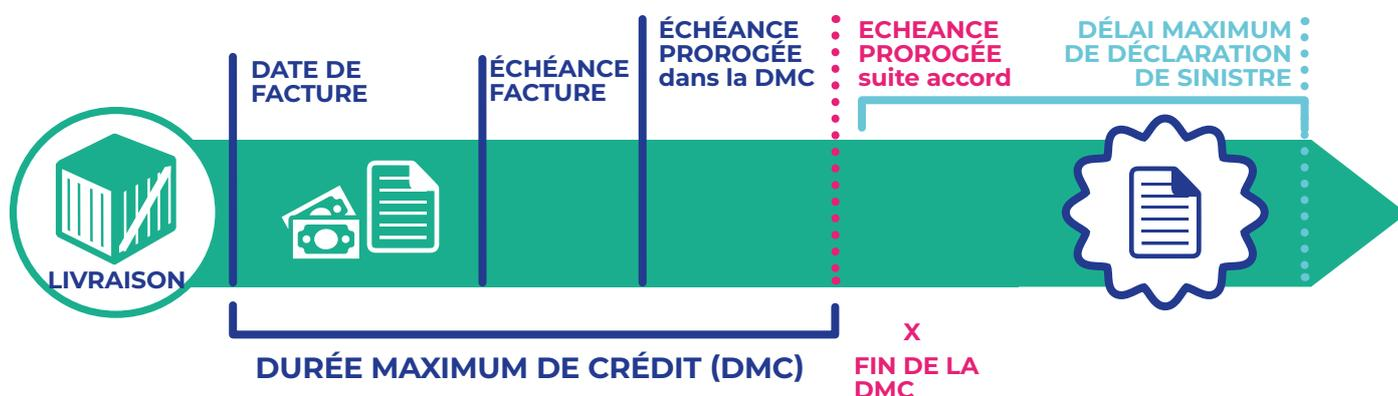 DATE DE
FACTURE
ÉCHÉANCE
FACTURE
ÉCHÉANCE
PROROGÉE
dans la DMC
ECHEANCE
PROROGÉE
suite accord
DÉLAI MAXIMUM
DE DÉCLARATION
DE SINISTRE
LIVRAISON
DURÉE MAXIMUM DE CRÉDIT (DMC)
X
FIN DE LA
DMC